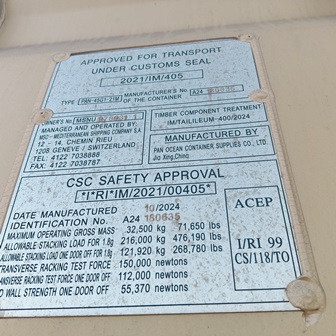 APPROVED FOR TRANSPORT
UNDER CUSTOMS SEAL
2021/IM/405
TYPE PAN-4501-21M MANUFACTURER'S No. OF THE CONTAINER A24
OWNER'S No. MSNU
MANAGED AND OPERATED BY:
MSC - MEDITERRANEAN SHIPPING COMPANY S.A.
12 - 14, CHEMIN RIEU
1208 GENEVE / SWITZERLAND
TEL: 4122 7038888
FAX: 4122 7038787
TIMBER COMPONENT TREATMENT
IM/TAILILEUM-400/2024
MANUFACTURED BY
PAN OCEAN CONTAINER SUPPLIES CO., LTD.
Jia Xing, China
CSC SAFETY APPROVAL
*I*RI*IM/2021/00405*
DATE MANUFACTURED 10/2024
IDENTIFICATION No. A24 180635
MAXIMUM OPERATING GROSS MASS 32,500 kg 71,650 lbs
ALLOWABLE STACKING LOAD FOR 1.8g 216,000 kg 476,190 lbs
ALLOWABLE STACKING LOAD ONE DOOR OFF FOR 1.8g 121,920 kg 268,780 lbs
TRANSVERSE RACKING TEST FORCE 150,000 newtons
TRANSVERSE RACKING TEST FORCE ONE DOOR OFF 112,000 newtons
END WALL STRENGTH ONE DOOR OFF 55,370 newtons
ACEP
I/RI 99
CS/118/TO